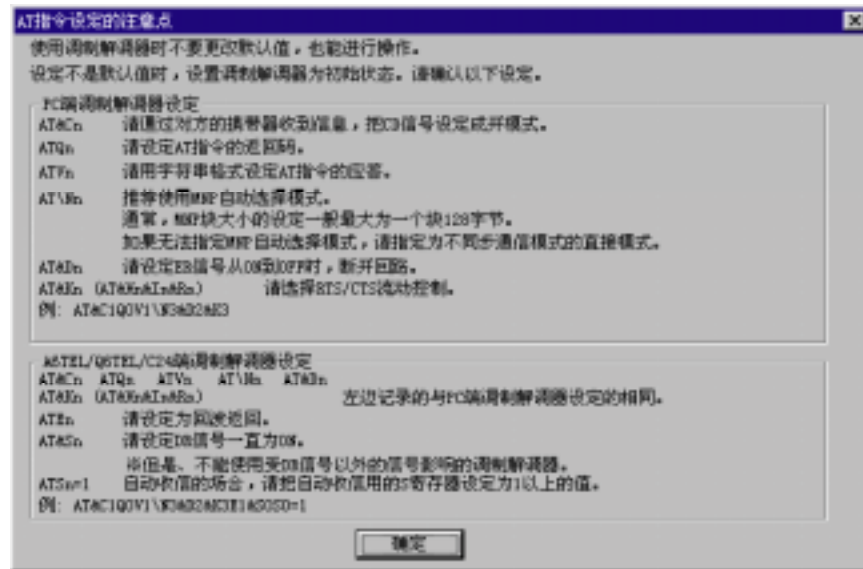 AT指令设定的注意点
使用调制解调器时不要更改默认值，也能进行操作。
设定不是默认值时，设置调制解调器为初始状态。请确认以下设定。
PC端调制解调器设定
AT&Cn 请通过对方的携带器收到信息，把CD信号设定成开模式。
ATQn 请设定AT指令的返回码。
ATVn 请用字符串格式设定AT指令的应答。
AT\Nn 推荐使用MNP自动选择模式。
通常，MNP块大小的设定一般最大为一个块128字节。
如果无法指定MNP自动选择模式，请指定为不同步通信模式的直接模式。
AT&Dn 请设定ER信号从ON到OFF时，断开回路。
AT&Kn (AT&Kn&In&Rn) 请选择RTS/CTS流动控制。
例: AT&C1Q0V1\N3&D2&K3
A6TEL/Q6TEL/C24端调制解调器设定
AT&Cn ATQn ATVn AT\Nn AT&Dn
AT&Kn (AT&Kn&In&Rn) 左边记录的与PC端调制解调器设定的相同。
ATEn 请设定为回波返回。
AT&Sn 请设定DR信号一直为ON。
※但是、不能使用受DR信号以外的信号影响的调制解调器。
ATSn=1 自动收信的场合，请把自动收信用的S寄存器设定为1以上的值。
例: AT&C1Q0V1\N3&D2&K3E1&S0S0=1
确定